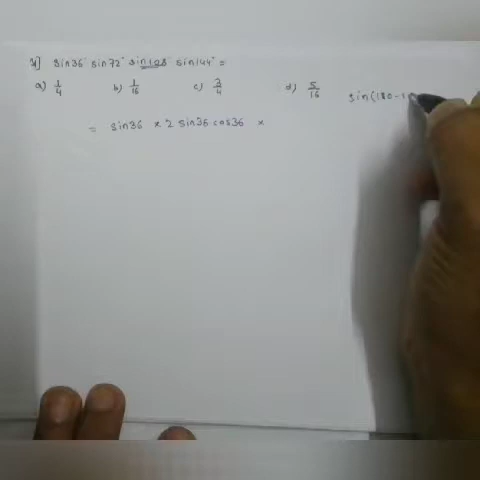 4] sin36° sin72° sin108° sin144° =
a) 1/4 b) 1/16 c) 3/4 d) 5/16 sin(180-
= sin36 × 2 sin36 cos36 ×